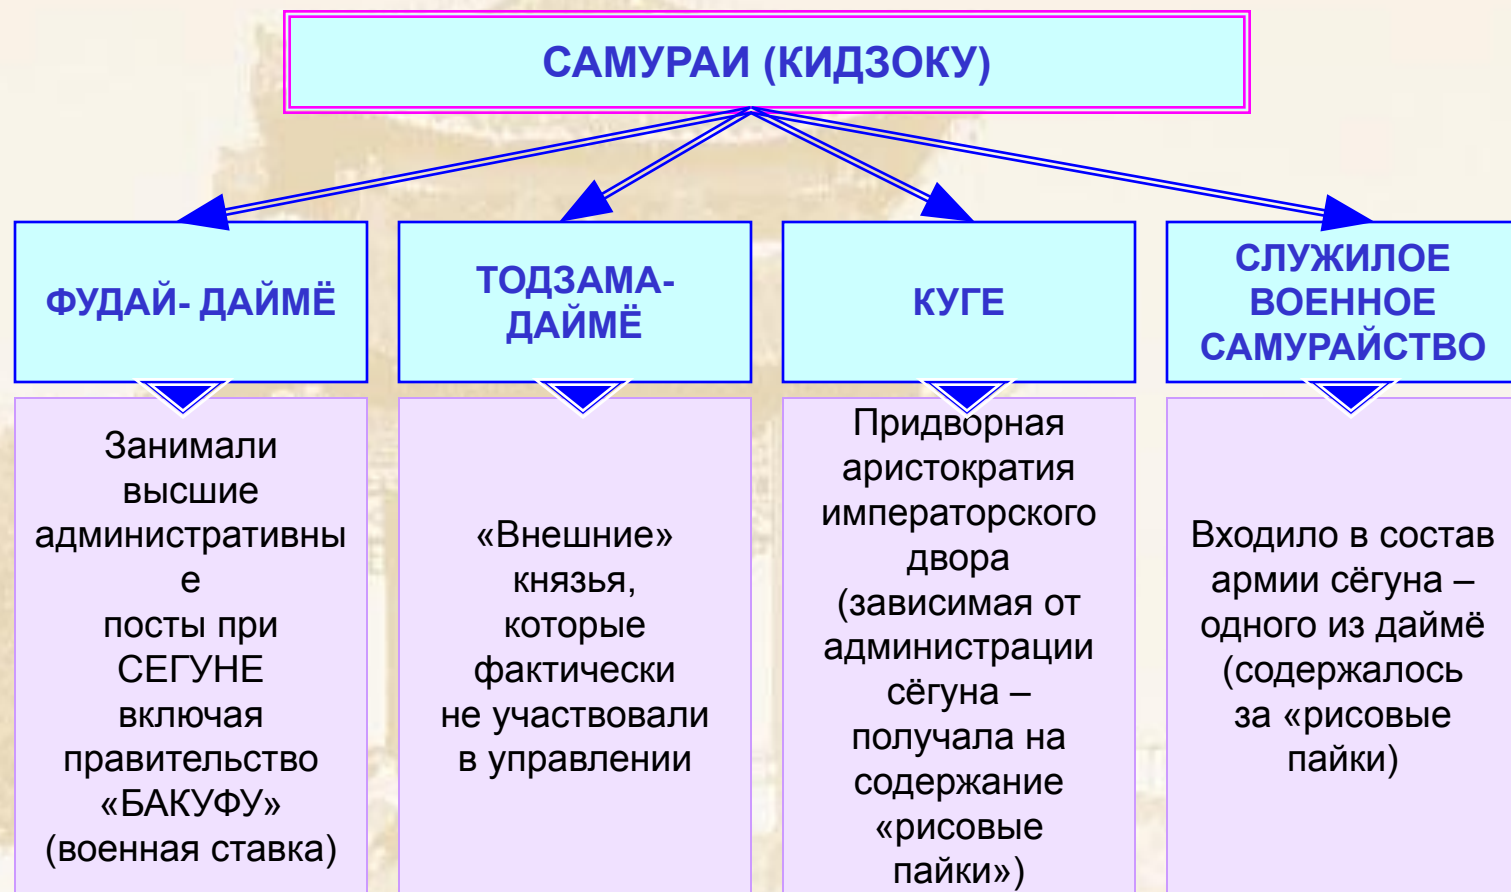 САМУРАИ (КИДЗОКУ)
ФУДАЙ- ДАЙМЁ
ТОДЗАМА-
ДАЙМЁ
КУГЕ
СЛУЖИЛОЕ
ВОЕННОЕ
САМУРАЙСТВО
Занимали
высшие
административны
е
посты при
СЕГУНЕ
включая
правительство
«БАКУФУ»
(военная ставка)
«Внешние»
князья,
которые
фактически
не участвовали
в управлении
Придворная
аристократия
императорского
двора
(зависимая от
администрации
сёгуна –
получала на
содержание
«рисовые
пайки»)
Входило в состав
армии сёгуна –
одного из даймё
(содержалось
за «рисовые
пайки)